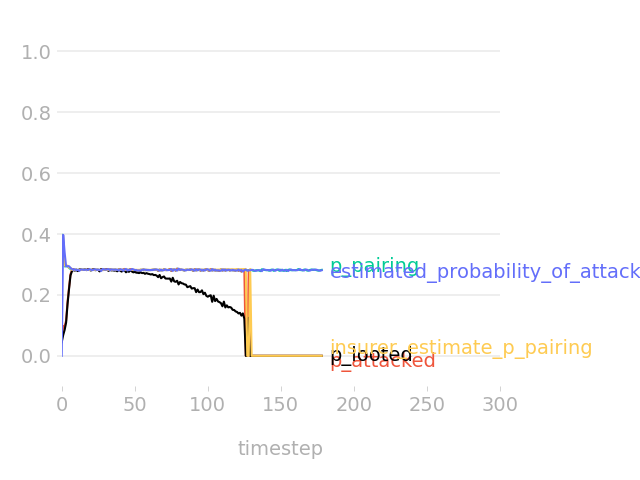 1.0
0.8
0.6
0.4
p_pairing
estimated_probability_of_attack
0.2
insurer_estimate_p_pairing
0.0
p_looted
p_attacked
0 50 100 150 200 250 300
timestep